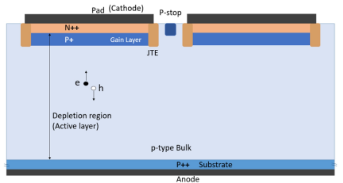 Pad (Cathode)
P-stop
N++
P+ Gain Layer
JTE
e
h
Depletion region
(Active layer)
p-type Bulk
P++ Substrate
Anode